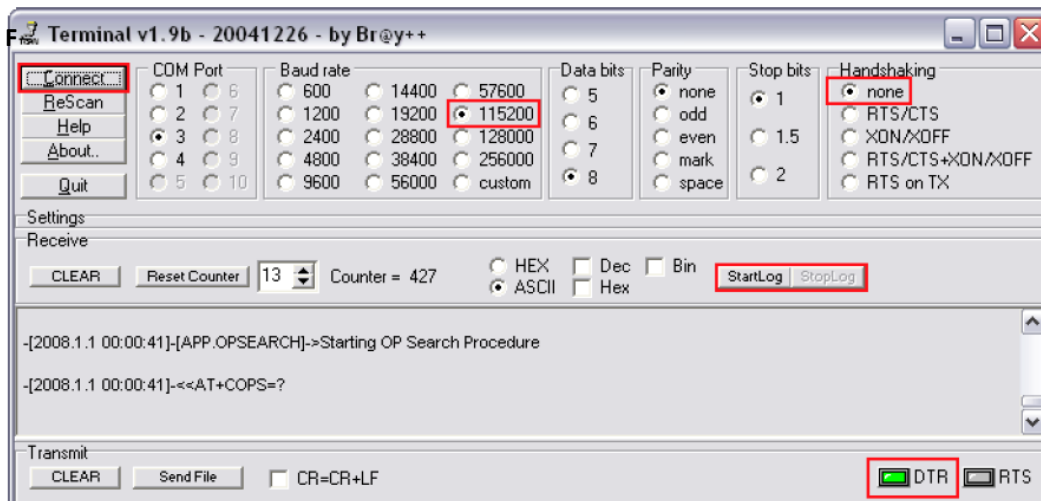 F
Terminal v1.9b - 20041226 - by Br@y++
Connect
ReScan
Help
About..
Quit
COM Port
1 6
2 7
3 8
4 9
5 10
Baud rate
600 14400 57600
1200 19200 115200
2400 28800 128000
4800 38400 256000
9600 56000 custom
Data bits
5
6
7
8
Parity
none
odd
even
mark
space
Stop bits
1
1.5
2
Handshaking
none
RTS/CTS
XON/XOFF
RTS/CTS+XON/XOFF
RTS on TX
Settings
Receive
CLEAR Reset Counter 13 Counter = 427
HEX Dec Bin
ASCII Hex
StartLog StopLog
-[2008.1.1 00:00:41]-[APP.OPSEARCH]->Starting OP Search Procedure
-[2008.1.1 00:00:41]-<<AT+COPS=?
Transmit
CLEAR Send File CR=CR+LF DTR RTS